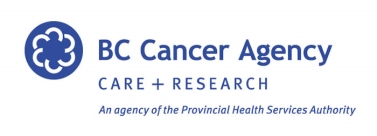 BC Cancer Agency
CARE + RESEARCH
An agency of the Provincial Health Services Authority